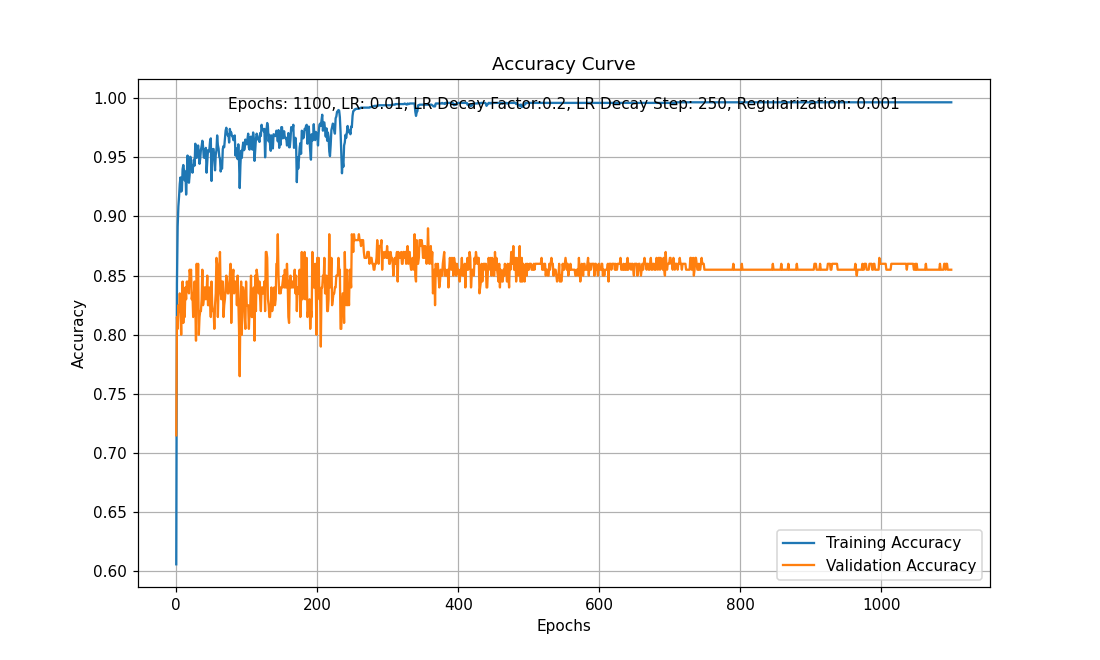 Accuracy Curve
Epochs: 1100, LR: 0.01, LR Decay Factor:0.2, LR Decay Step: 250, Regularization: 0.001
1.00
0.95
0.90
0.85
0.80
0.75
0.70
0.65
0.60
Accuracy
Training Accuracy
Validation Accuracy
0 200 400 600 800 1000
Epochs